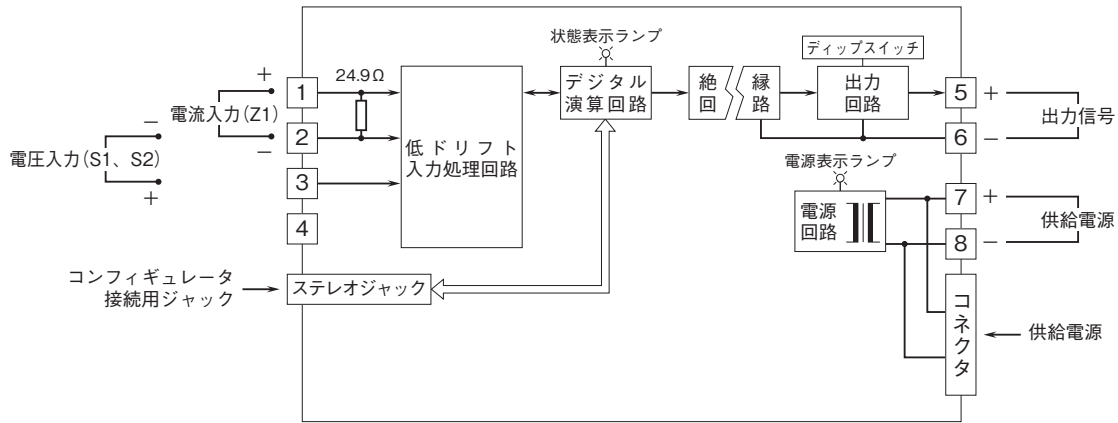 電圧入力(S1、S2)
−
+
電流入力(Z1)
+
−
1
2
3
4
24.9Ω
低ドリフト
入力処理回路
状態表示ランプ
デジタル
演算回路
絶 縁
回 路
ディップスイッチ
出力
回路
5
+
6
−
出力信号
電源表示ランプ
電源
回路
7
+
8
−
供給電源
コンフィギュレータ
接続用ジャック
ステレオジャック
コネクタ
供給電源